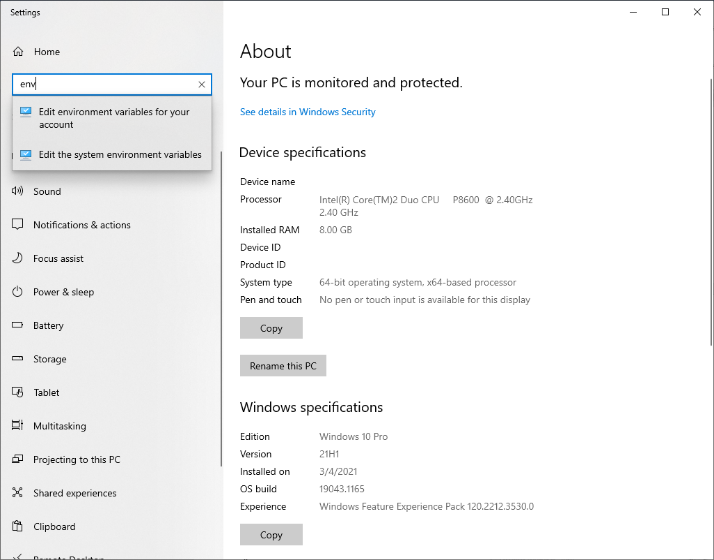 Settings
Home
env
Edit environment variables for your
account
Edit the system environment variables
Sound
Notifications & actions
Focus assist
Power & sleep
Battery
Storage
Tablet
Multitasking
Projecting to this PC
Shared experiences
Clipboard
Remote Desktop
About
Your PC is monitored and protected.
See details in Windows Security
Device specifications
Device name
Processor Intel(R) Core(TM)2 Duo CPU P8600 @ 2.40GHz
2.40 GHz
Installed RAM 8.00 GB
Device ID
Product ID
System type 64-bit operating system, x64-based processor
Pen and touch No pen or touch input is available for this display
Copy
Rename this PC
Windows specifications
Edition Windows 10 Pro
Version 21H1
Installed on 3/4/2021
OS build 19043.1165
Experience Windows Feature Experience Pack 120.2212.3530.0
Copy